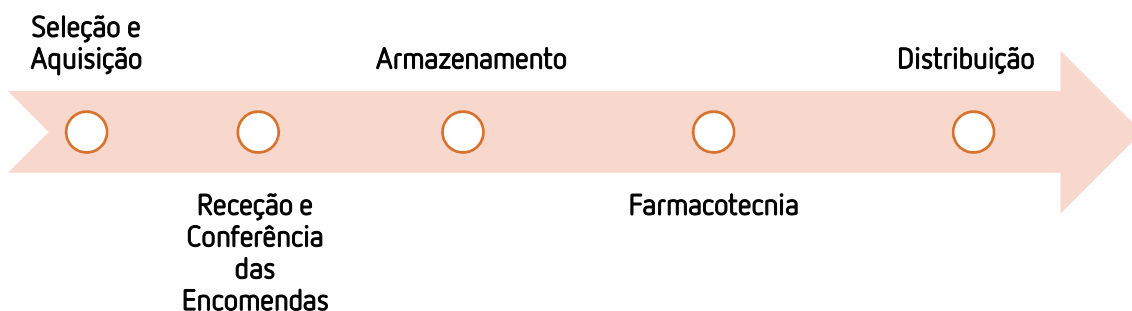 Seleção e
Aquisição
Receção e
Conferência
das
Encomendas
Armazenamento
Farmacotecnia
Distribuição